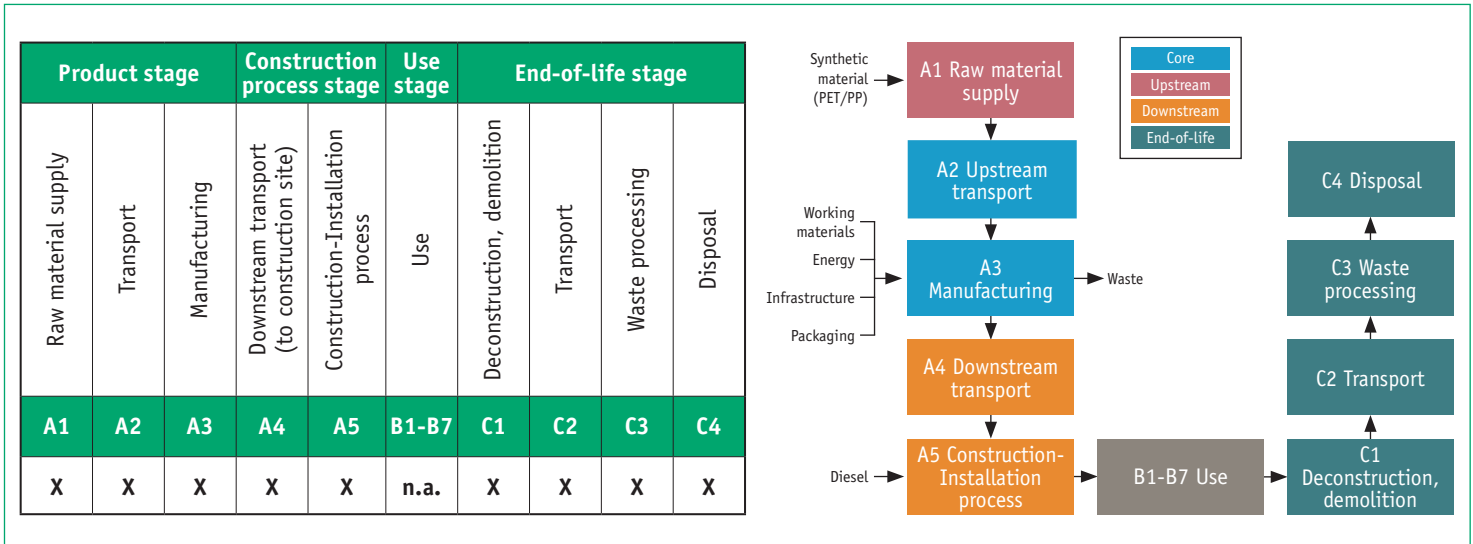 Product stage
Construction
process stage
Use
stage
End-of-life stage
Raw material supply
Transport
Manufacturing
Downstream transport
(to construction site)
Construction-Installation
process
Use
Deconstruction, demolition
Transport
Waste processing
Disposal
A1 A2 A3 A4 A5 B1-B7 C1 C2 C3 C4
X X X X X n.a. X X X X
Synthetic
material
(PET/PP)
A1 Raw material
supply
Core
Upstream
Downstream
End-of-life
A2 Upstream
transport
Working
materials
Energy
Infrastructure
Packaging
A3
Manufacturing
Waste
A4 Downstream
transport
Diesel
A5 Construction-
Installation
process
B1-B7 Use
C1
Deconstruction,
demolition
C2 Transport
C3 Waste
processing
C4 Disposal